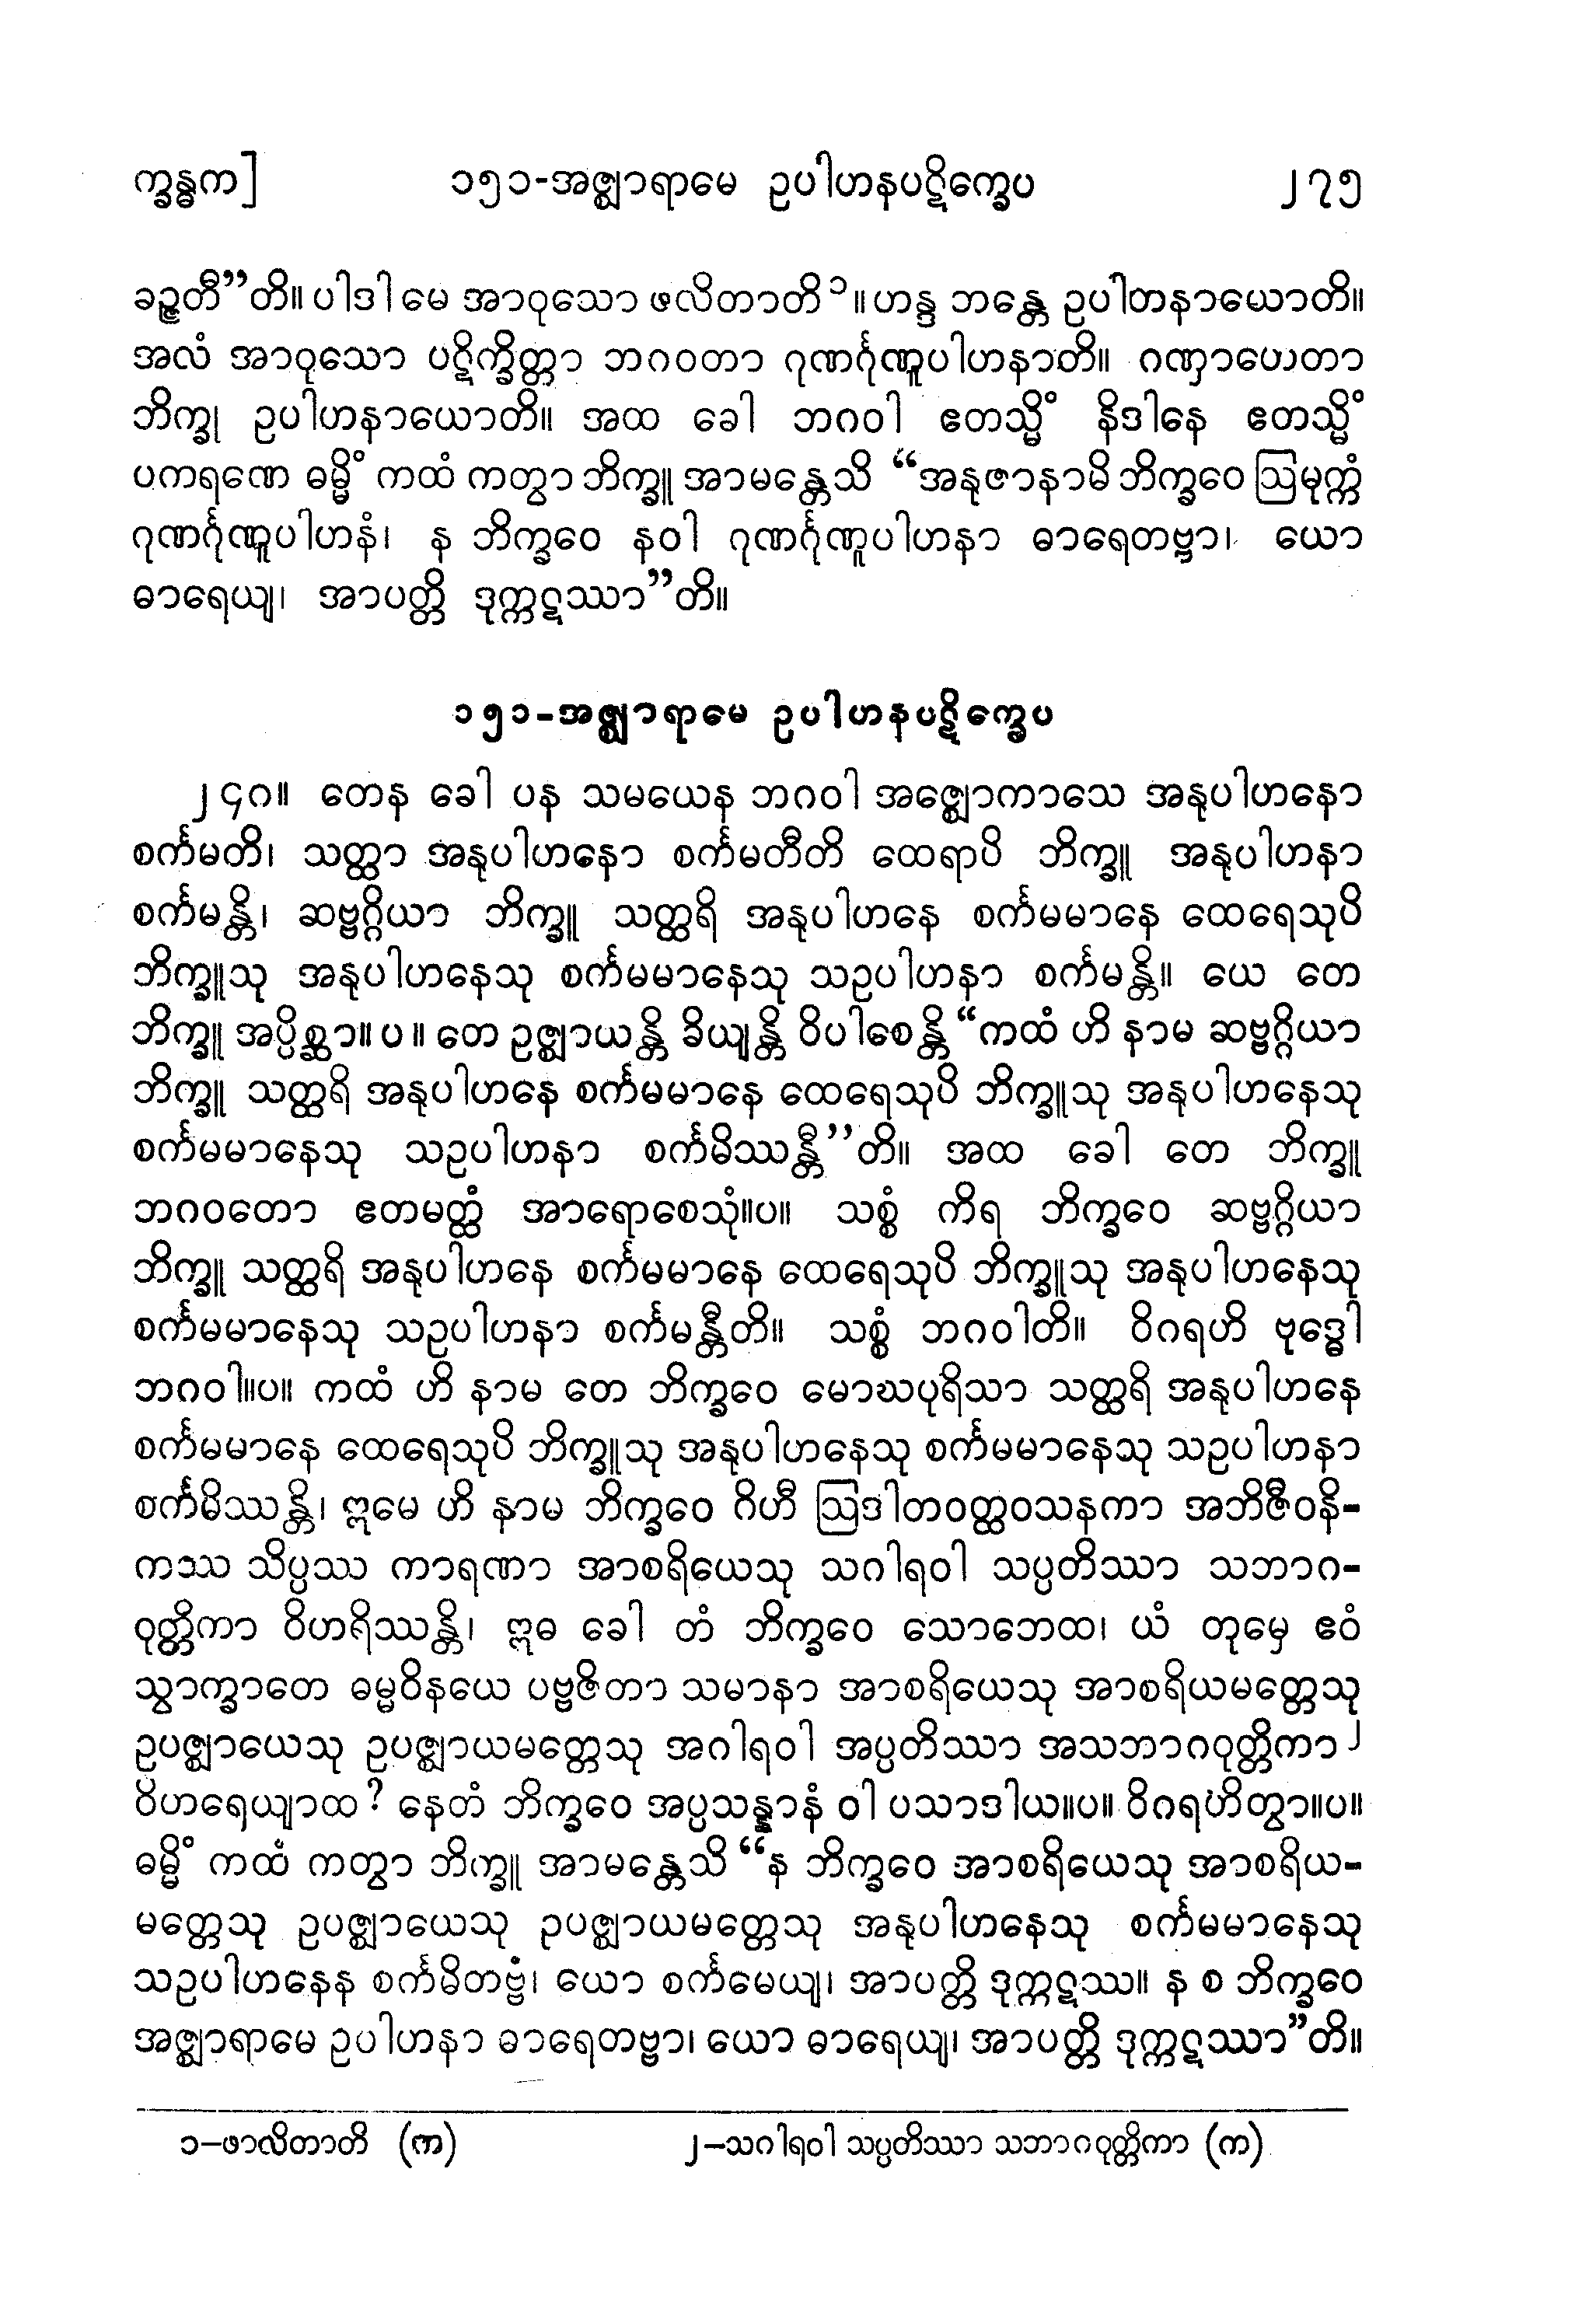 က္ခန္ဓက] ၁၅၁-အဇ္ဈာရာမေ ဥပါဟနပဋိက္ခေပ ၂၇၅
ခဉ္ဇတီ”တိ။ ပါဒါ မေ အာဝုသော ဖလိတာတိ ၁။ ဟန္ဒ ဘန္တေ ဥပါဟနာယောတိ။
အလံ အာဝုသော ပဋိက္ခိတ္တာ ဘဂဝတာ ဂုဏင်္ဂုဏူပါဟနာတိ။ ဂဏှာဟေတာ
ဘိက္ခု ဥပါဟနာယောတိ။ အထ ခေါ ဘဂဝါ ဧတသ္မိံ နိဒါနေ ဧတသ္မိံ
ပကရဏေ ဓမ္မိံ ကထံ ကတွာ ဘိက္ခူ အာမန္တေသိ “အနုဇာနာမိ ဘိက္ခဝေ ဩမုက္ကံ
ဂုဏင်္ဂုဏူပါဟနံ၊ န ဘိက္ခဝေ နဝါ ဂုဏင်္ဂုဏူပါဟနာ ဓာရေတဗ္ဗာ၊ ယော
ဓာရေယျ၊ အာပတ္တိ ဒုက္ကဋဿာ”တိ။
၁၅၁-အဇ္ဈာရာမေ ဥပါဟနပဋိက္ခေပ
၂၄၈။ တေန ခေါ ပန သမယေန ဘဂဝါ အဇ္ဈောကာသေ အနုပါဟနော
စင်္ကမတိ၊ သတ္ထာ အနုပါဟနော စင်္ကမတီတိ ထေရာပိ ဘိက္ခူ အနုပါဟနာ
စင်္ကမန္တိ၊ ဆဗ္ဗဂ္ဂိယာ ဘိက္ခူ သတ္ထရိ အနုပါဟနေ စင်္ကမမာနေ ထေရေသုပိ
ဘိက္ခူသု အနုပါဟနေသု စင်္ကမမာနေသု သဥပါဟနာ စင်္ကမန္တိ။ ယေ တေ
ဘိက္ခူ အပ္ပိစ္ဆာ။ ပ ။ တေ ဥဇ္ဈာယန္တိ ခိယျန္တိ ဝိပါစေန္တိ “ကထံ ဟိ နာမ ဆဗ္ဗဂ္ဂိယာ
ဘိက္ခူ သတ္ထရိ အနုပါဟနေ စင်္ကမမာနေ ထေရေသုပိ ဘိက္ခူသု အနုပါဟနေသု
စင်္ကမမာနေသု သဥပါဟနာ စင်္ကမိဿန္တီ”တိ။ အထ ခေါ တေ ဘိက္ခူ
ဘဂဝတော ဧတမတ္ထံ အာရောစေသုံ။ပ။ သစ္စံ ကိရ ဘိက္ခဝေ ဆဗ္ဗဂ္ဂိယာ
ဘိက္ခူ သတ္ထရိ အနုပါဟနေ စင်္ကမမာနေ ထေရေသုပိ ဘိက္ခူသု အနုပါဟနေသု
စင်္ကမမာနေသု သဥပါဟနာ စင်္ကမန္တီတိ။ သစ္စံ ဘဂဝါတိ။ ဝိဂရဟိ ဗုဒ္ဓေါ
ဘဂဝါ။ပ။ ကထံ ဟိ နာမ တေ ဘိက္ခဝေ မောဃပုရိသာ သတ္ထရိ အနုပါဟနေ
စင်္ကမမာနေ ထေရေသုပိ ဘိက္ခူသု အနုပါဟနေသု စင်္ကမမာနေသု သဥပါဟနာ
စင်္ကမိဿန္တိ၊ ဣမေ ဟိ နာမ ဘိက္ခဝေ ဂိဟီ ဩဒါတဝတ္ထဝသနကာ အဘိဇီဝနိ-
ကဿ သိပ္ပဿ ကာရဏာ အာစရိယေသု သဂါရဝါ သပ္ပတိဿာ သဘာဂ-
ဝုတ္တိကာ ဝိဟရိဿန္တိ၊ ဣဓ ခေါ တံ ဘိက္ခဝေ သောဘေထ၊ ယံ တုမှေ ဧဝံ
သွာက္ခာတေ ဓမ္မဝိနယေ ပဗ္ဗဇိတာ သမာနာ အာစရိယေသု အာစရိယမတ္တေသု
ဥပဇ္ဈာယေသု ဥပဇ္ဈာယမတ္တေသု အဂါရဝါ အပ္ပတိဿာ အသဘာဂဝုတ္တိကာ ၂
ဝိဟရေယျာထ? နေတံ ဘိက္ခဝေ အပ္ပသန္နာနံ ဝါ ပသာဒါယ။ပ။ ဝိဂရဟိတွာ။ပ။
ဓမ္မိံ ကထံ ကတွာ ဘိက္ခူ အာမန္တေသိ “န ဘိက္ခဝေ အာစရိယေသု အာစရိယ-
မတ္တေသု ဥပဇ္ဈာယေသု ဥပဇ္ဈာယမတ္တေသု အနုပါဟနေသု စင်္ကမမာနေသု
သဥပါဟနေန စင်္ကမိတဗ္ဗံ၊ ယော စင်္ကမေယျ၊ အာပတ္တိ ဒုက္ကဋဿ။ န စ ဘိက္ခဝေ
အဇ္ဈာရာမေ ဥပါဟနာ ဓာရေတဗ္ဗာ၊ ယော ဓာရေယျ၊ အာပတ္တိ ဒုက္ကဋဿာ”တိ။
၁-ဖာလိတာတိ (က) ၂-သဂါရဝါ သပ္ပတိဿာ သဘာဂဝုတ္တိကာ (က)